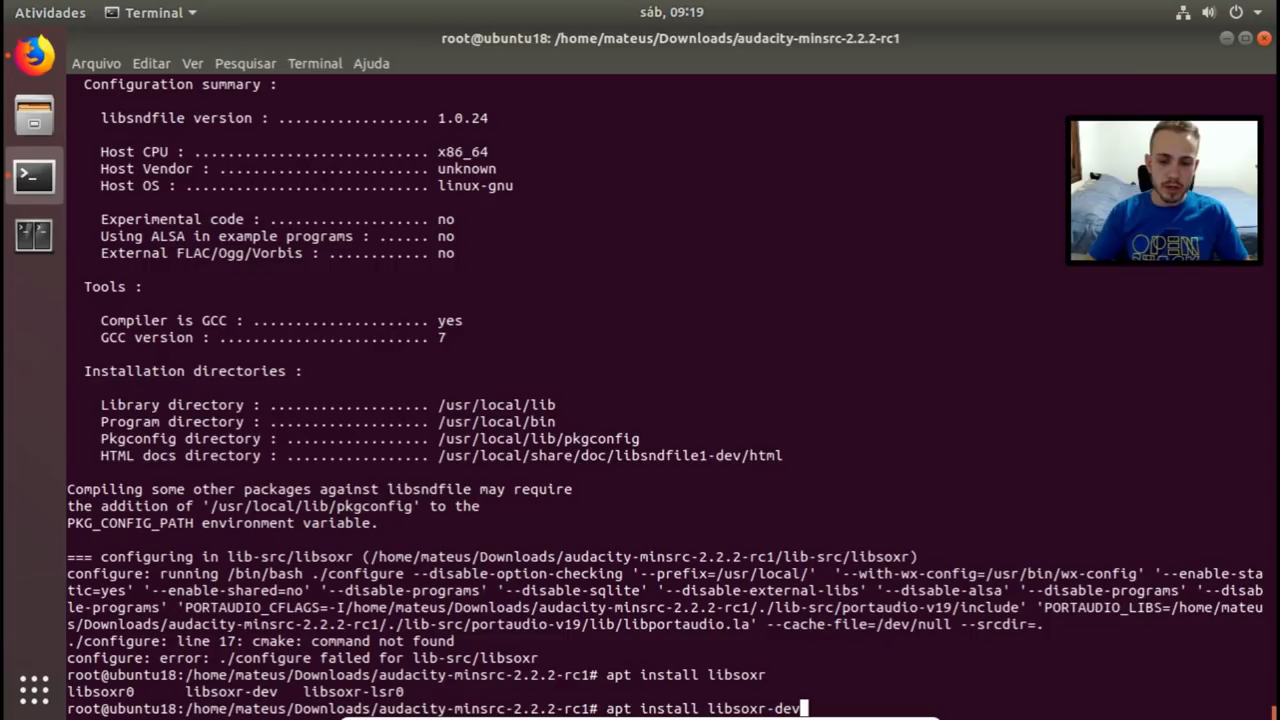 Atividades
Terminal
sáb, 09:19
root@ubuntu18: /home/mateus/Downloads/audacity-minsrc-2.2.2-rc1
Arquivo Editar Ver Pesquisar Terminal Ajuda
Configuration summary :
libsndfile version : .................. 1.0.24
Host CPU : ............................ x86_64
Host Vendor : ......................... unknown
Host OS : ............................. linux-gnu
Experimental code : ................... no
Using ALSA in example programs : ...... no
External FLAC/Ogg/Vorbis : ............ no
Tools :
Compiler is GCC : ..................... yes
GCC version : ......................... 7
Installation directories :
Library directory : ................... /usr/local/lib
Program directory : ................... /usr/local/bin
Pkgconfig directory : ................. /usr/local/lib/pkgconfig
HTML docs directory : ................. /usr/local/share/doc/libsndfile1-dev/html
Compiling some other packages against libsndfile may require
the addition of '/usr/local/lib/pkgconfig' to the
PKG_CONFIG_PATH environment variable.
=== configuring in lib-src/libsoxr (/home/mateus/Downloads/audacity-minsrc-2.2.2-rc1/lib-src/libsoxr)
configure: running /bin/bash ./configure --disable-option-checking '--prefix=/usr/local/'  '--with-wx-config=/usr/bin/wx-config' '--enable-sta
tic=yes' '--enable-shared=no' '--disable-programs' '--disable-sqlite' '--disable-external-libs' '--disable-alsa' '--disable-programs' '--disab
le-programs' 'PORTAUDIO_CFLAGS=-I/home/mateus/Downloads/audacity-minsrc-2.2.2-rc1/./lib-src/portaudio-v19/include' 'PORTAUDIO_LIBS=/home/mateu
s/Downloads/audacity-minsrc-2.2.2-rc1/./lib-src/portaudio-v19/lib/libportaudio.la' --cache-file=/dev/null --srcdir=.
./configure: line 17: cmake: command not found
configure: error: ./configure failed for lib-src/libsoxr
root@ubuntu18:/home/mateus/Downloads/audacity-minsrc-2.2.2-rc1# apt install libsoxr
libsoxr0 libsoxr-dev libsoxr-lsr0
root@ubuntu18:/home/mateus/Downloads/audacity-minsrc-2.2.2-rc1# apt install libsoxr-dev